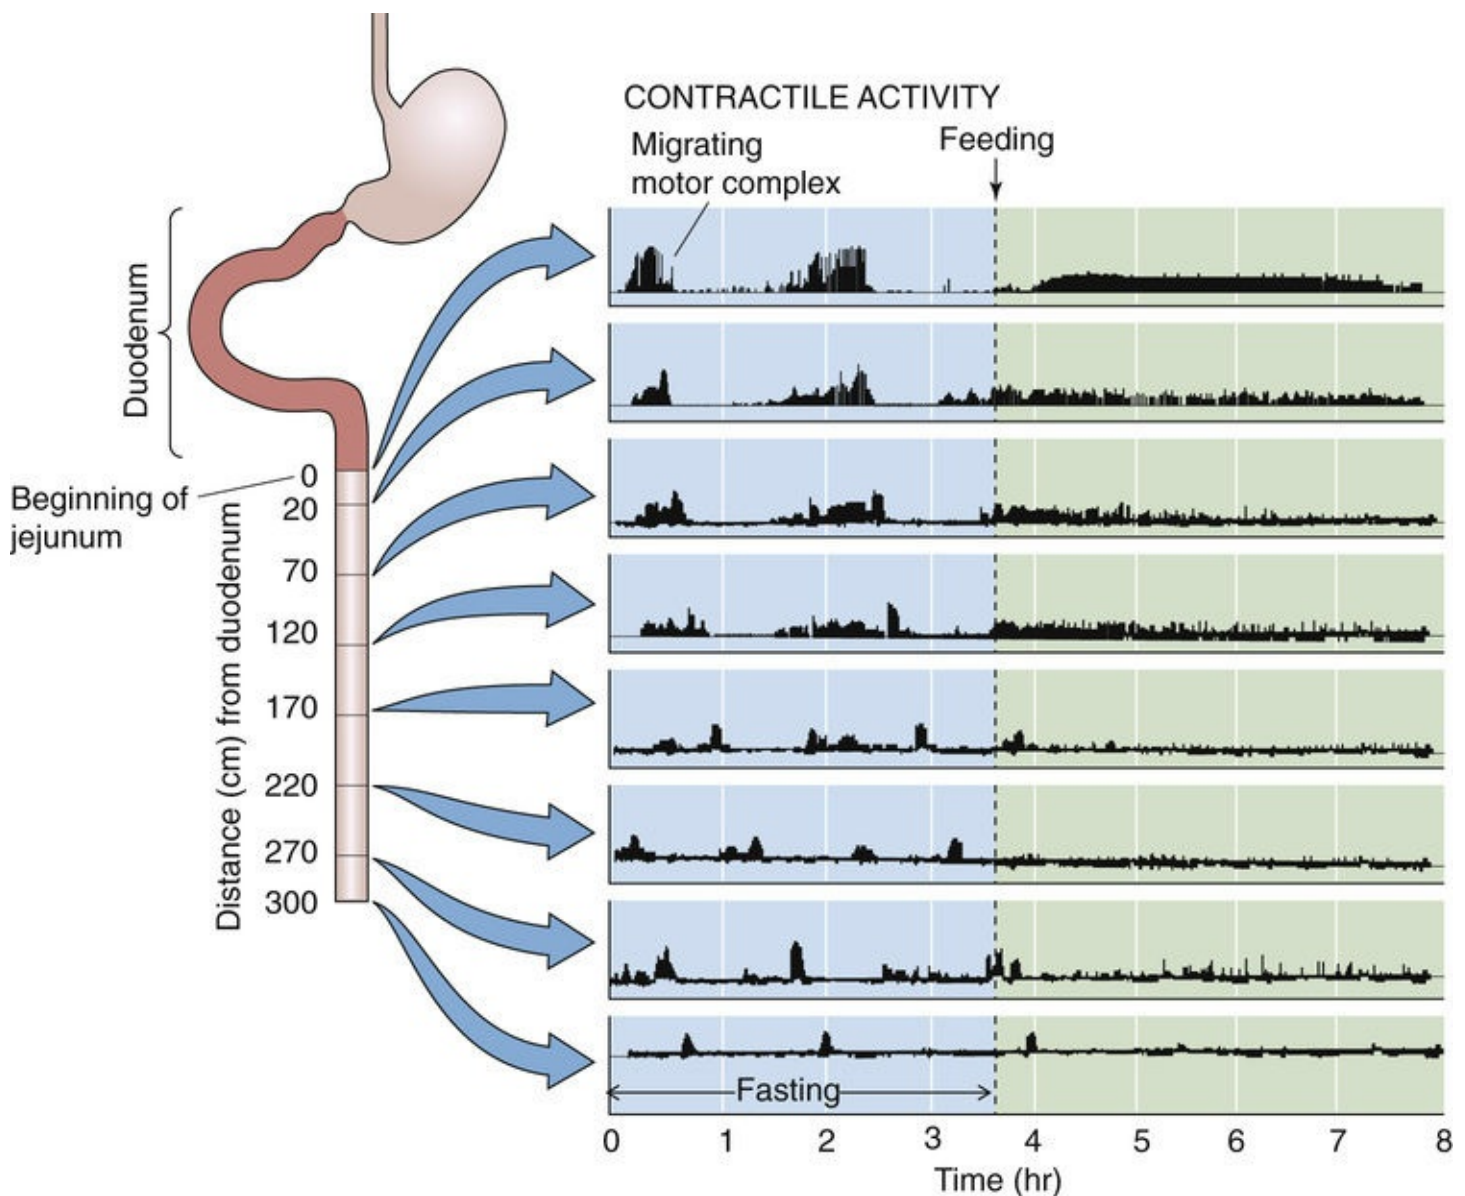 CONTRACTILE ACTIVITY
Migrating
motor complex
Feeding
Duodenum
Beginning of
jejunum
Distance (cm) from duodenum
0
20
70
120
170
220
270
300
Fasting
0 1 2 3 4 5 6 7 8
Time (hr)